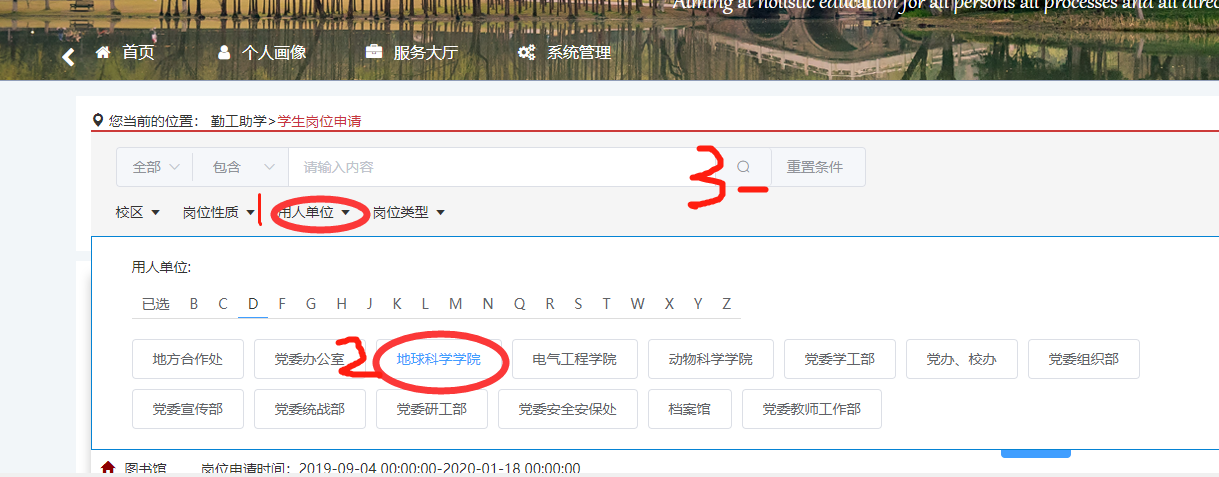 Aiming at holistic education for all persons all processes and all direc
首页 个人画像 服务大厅 系统管理
您当前的位置： 勤工助学>学生岗位申请
全部 包含 请输入内容 3 重置条件
校区 岗位性质 1 用人单位 岗位类型
用人单位:
已选 B C D F G H J K L M N Q R S T W X Y Z
地方合作处 党委办公室 2 地球科学学院 电气工程学院 动物科学学院 党委学工部 党办、校办 党委组织部
党委宣传部 党委统战部 党委研工部 党委安全安保处 档案馆 党委教师工作部
图书馆 岗位申请时间：2019-09-04 00:00:00-2020-01-18 00:00:00